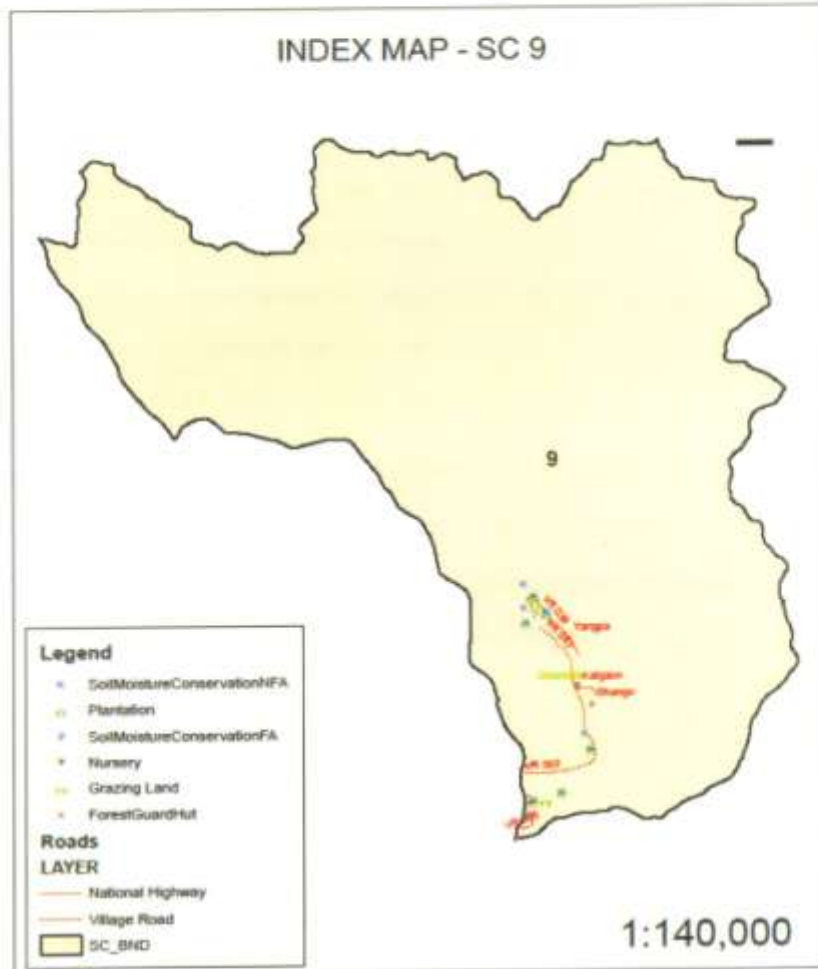 INDEX MAP - SC 9
9
Chango
Legend
SoilMoistureConservationNFA
Plantation
SoilMoistureConservationFA
Nursery
Grazing Land
ForestGuardHut
Roads
LAYER
National Highway
Village Road
SC_BND
1:140,000